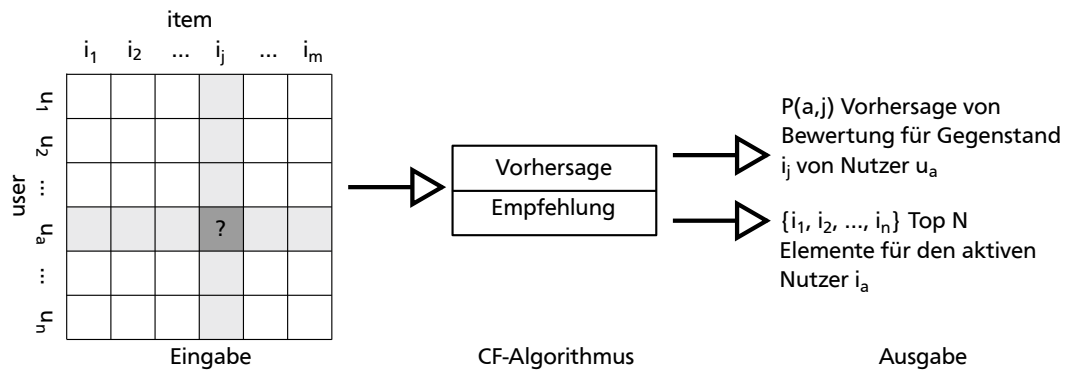 item
i₁ i₂ ... iⱼ ... iₘ
user
u₁
u₂
...
uₐ
?
...
uₙ
Vorhersage
Empfehlung
P(a,j) Vorhersage von
Bewertung für Gegenstand
iⱼ von Nutzer uₐ
{i₁, i₂, ..., iₙ} Top N
Elemente für den aktiven
Nutzer iₐ
Eingabe CF-Algorithmus Ausgabe